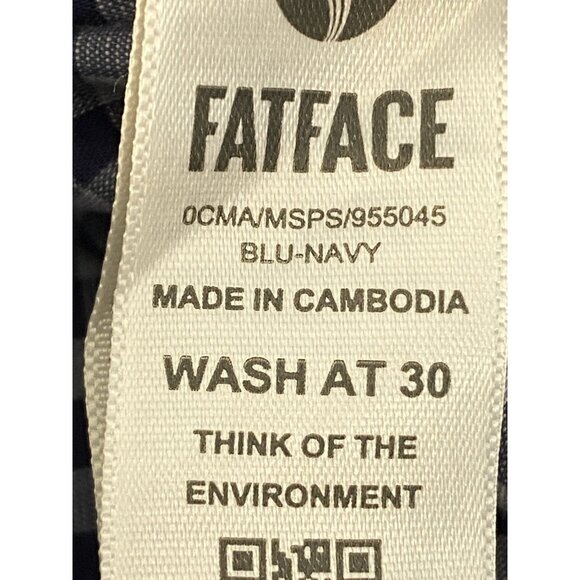 FATFACE
0CMA/MSPS/955045
BLU-NAVY
MADE IN CAMBODIA
WASH AT 30
THINK OF THE
ENVIRONMENT